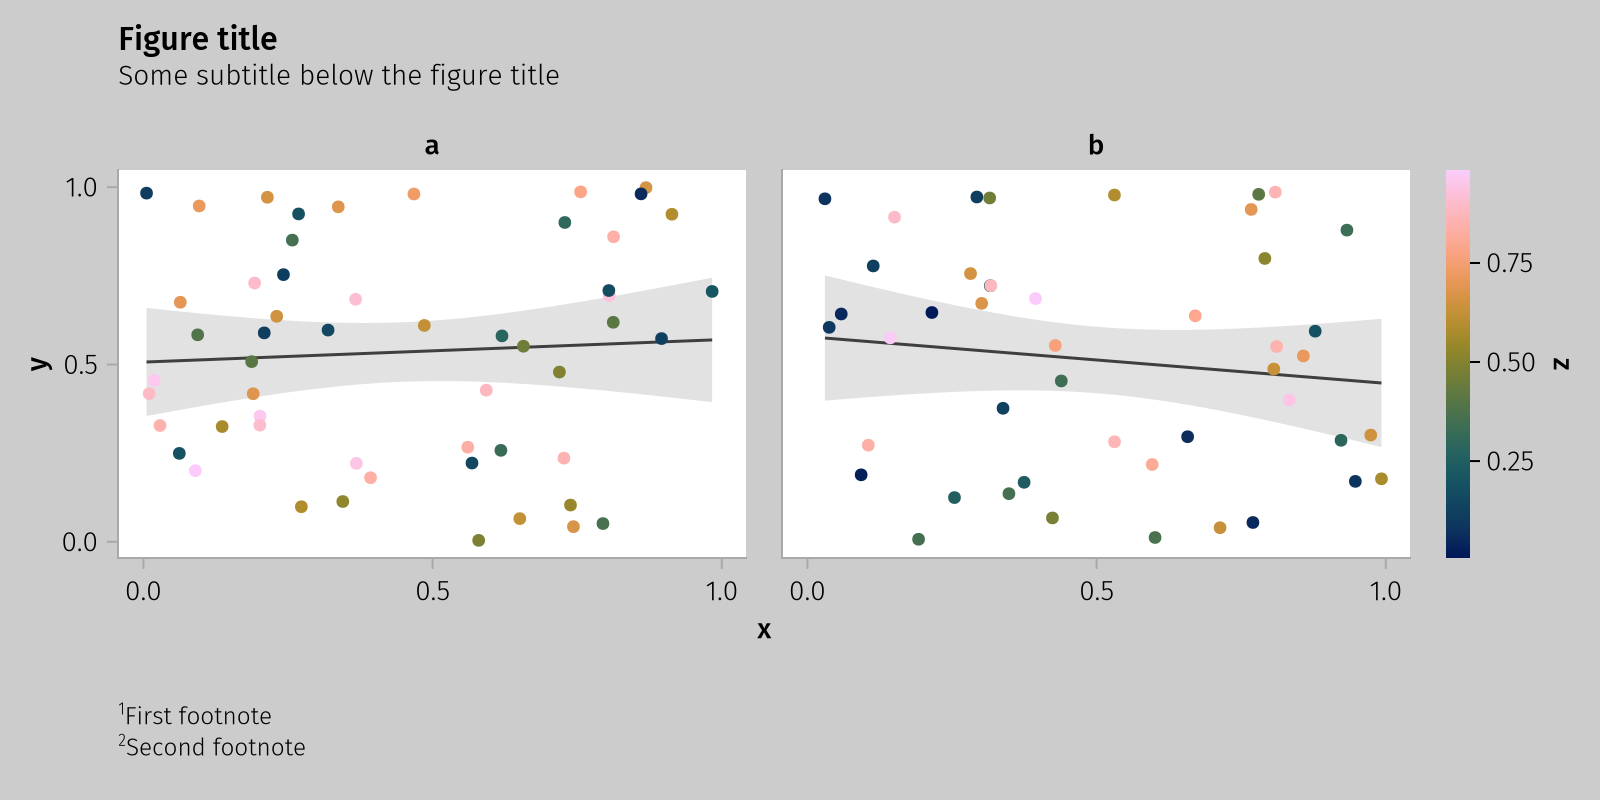 Figure title
Some subtitle below the figure title
a
b
1.0
0.5
0.0
y
0.0 0.5 1.0
0.0 0.5 1.0
x
0.75
0.50
0.25
z
¹First footnote
²Second footnote